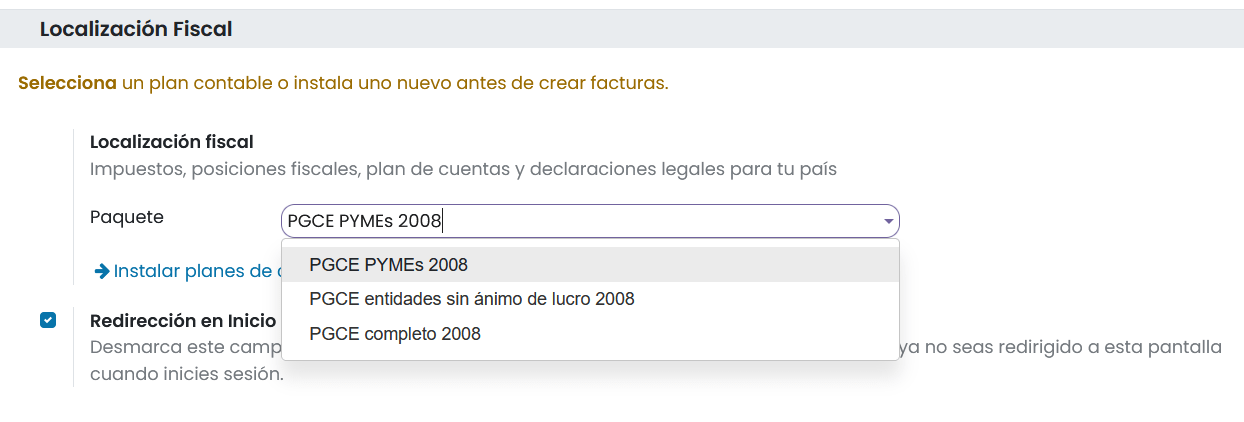 Localización Fiscal
Selecciona un plan contable o instala uno nuevo antes de crear facturas.
Localización fiscal
Impuestos, posiciones fiscales, plan de cuentas y declaraciones legales para tu país
Paquete
PGCE PYMEs 2008
PGCE PYMEs 2008
Instalar planes de
PGCE entidades sin ánimo de lucro 2008
PGCE completo 2008
Redirección en Inicio
Desmarca este camp ya no seas redirigido a esta pantalla
cuando inicies sesión.